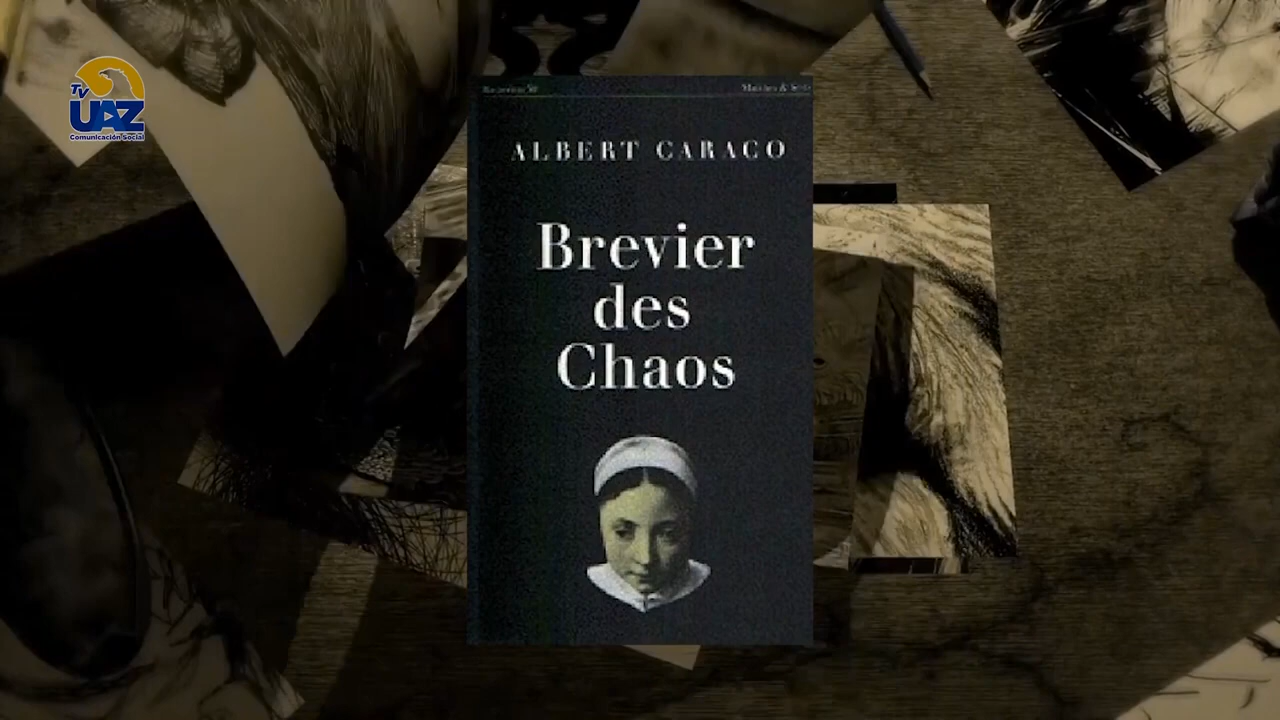 TV
UAZ
Comunicación Social
ALBERT CARACO
Brevier
des
Chaos